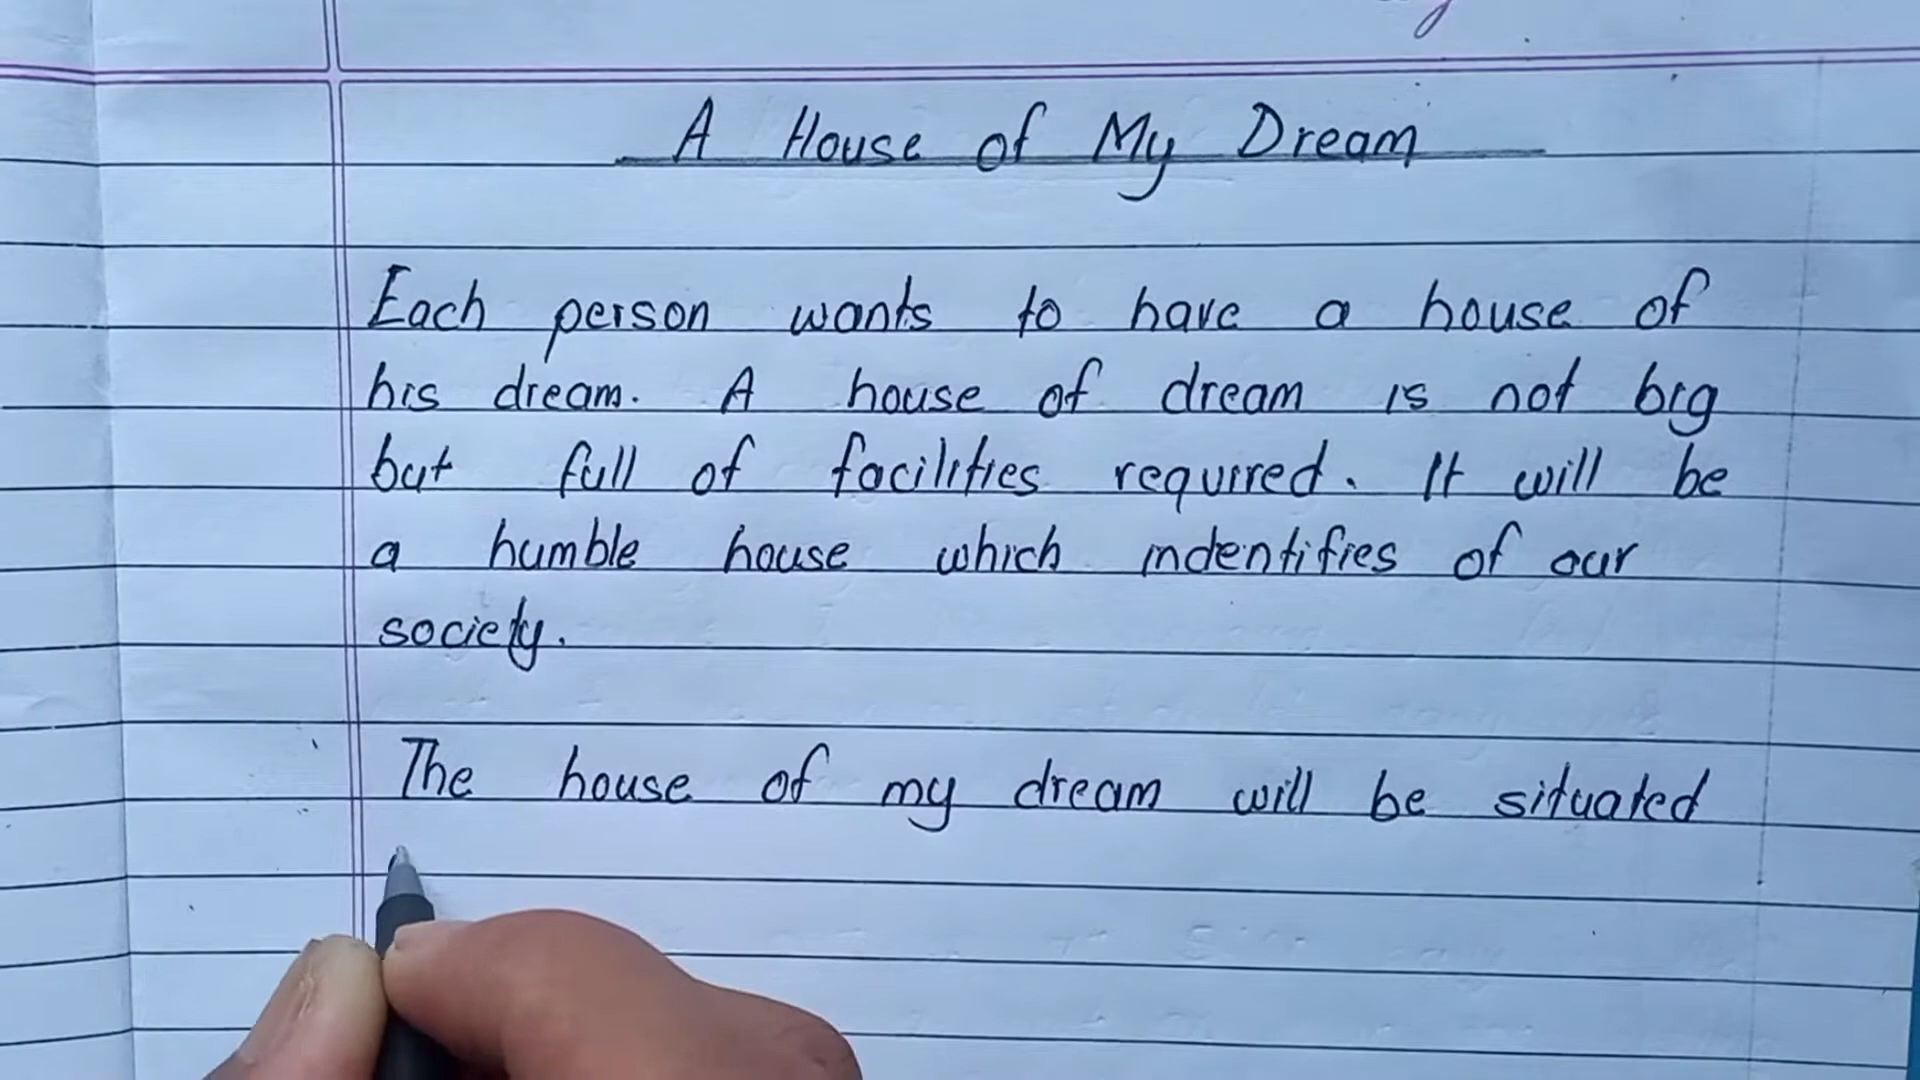 A House of My Dream
Each person wants to have a house of
his dream. A house of dream is not big
but full of facilities required. It will be
a humble house which indentifies of our
society.
The house of my dream will be situated